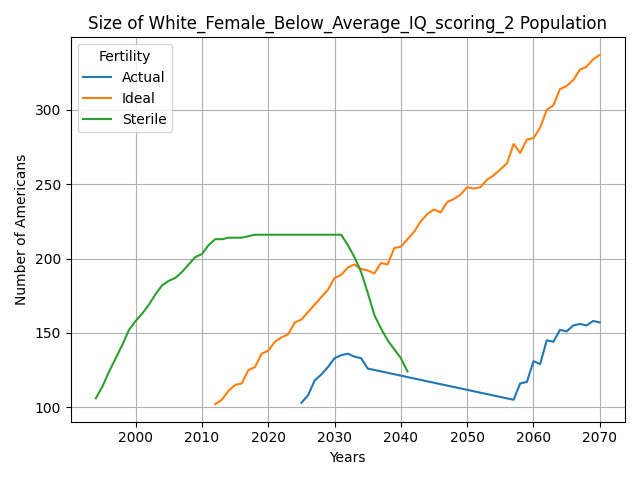 Size of White_Female_Below_Average_IQ_scoring_2 Population
Fertility
Actual
Ideal
Sterile
Number of Americans
300
250
200
150
100
2000
2010
2020
2030
2040
2050
2060
2070
Years